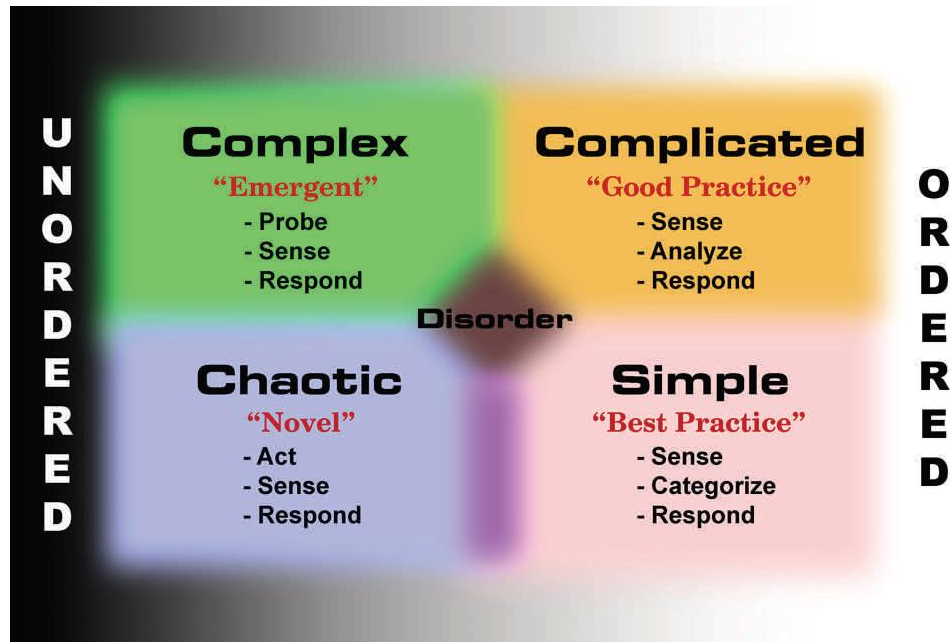 UNORDERED
Complex
“Emergent”
- Probe
- Sense
- Respond
Complicated
“Good Practice”
- Sense
- Analyze
- Respond
Disorder
Chaotic
“Novel”
- Act
- Sense
- Respond
Simple
“Best Practice”
- Sense
- Categorize
- Respond
ORDERED